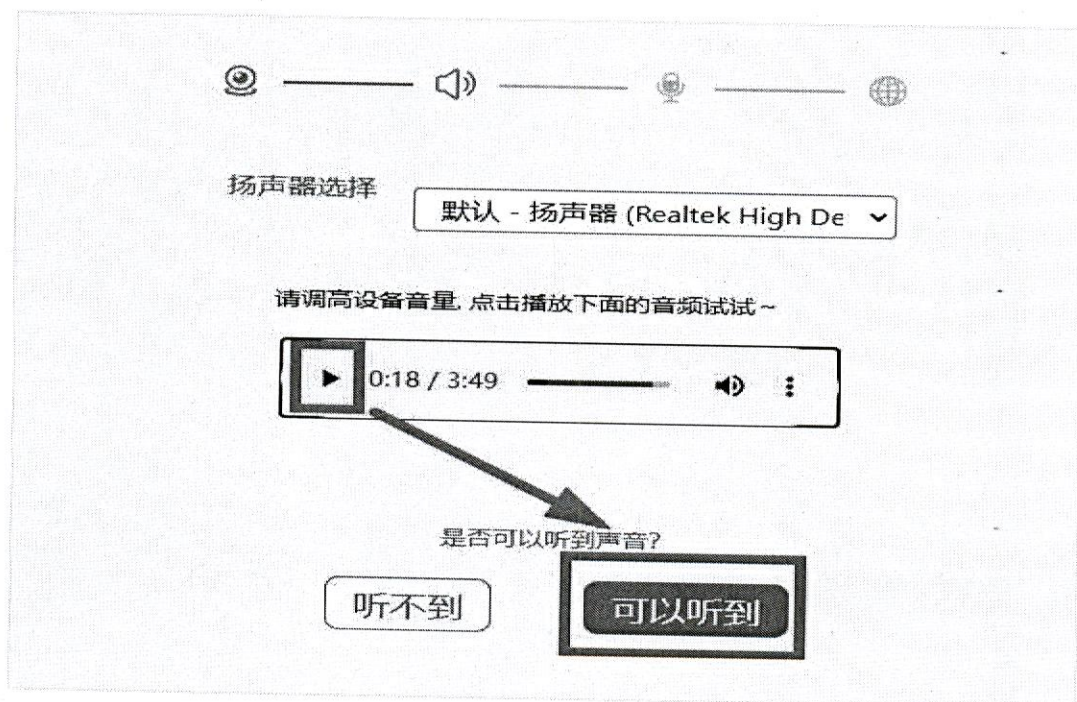 扬声器选择
默认 - 扬声器 (Realtek High De
请调高设备音量, 点击播放下面的音频试试~
0:18 / 3:49
是否可以听到声音?
听不到
可以听到